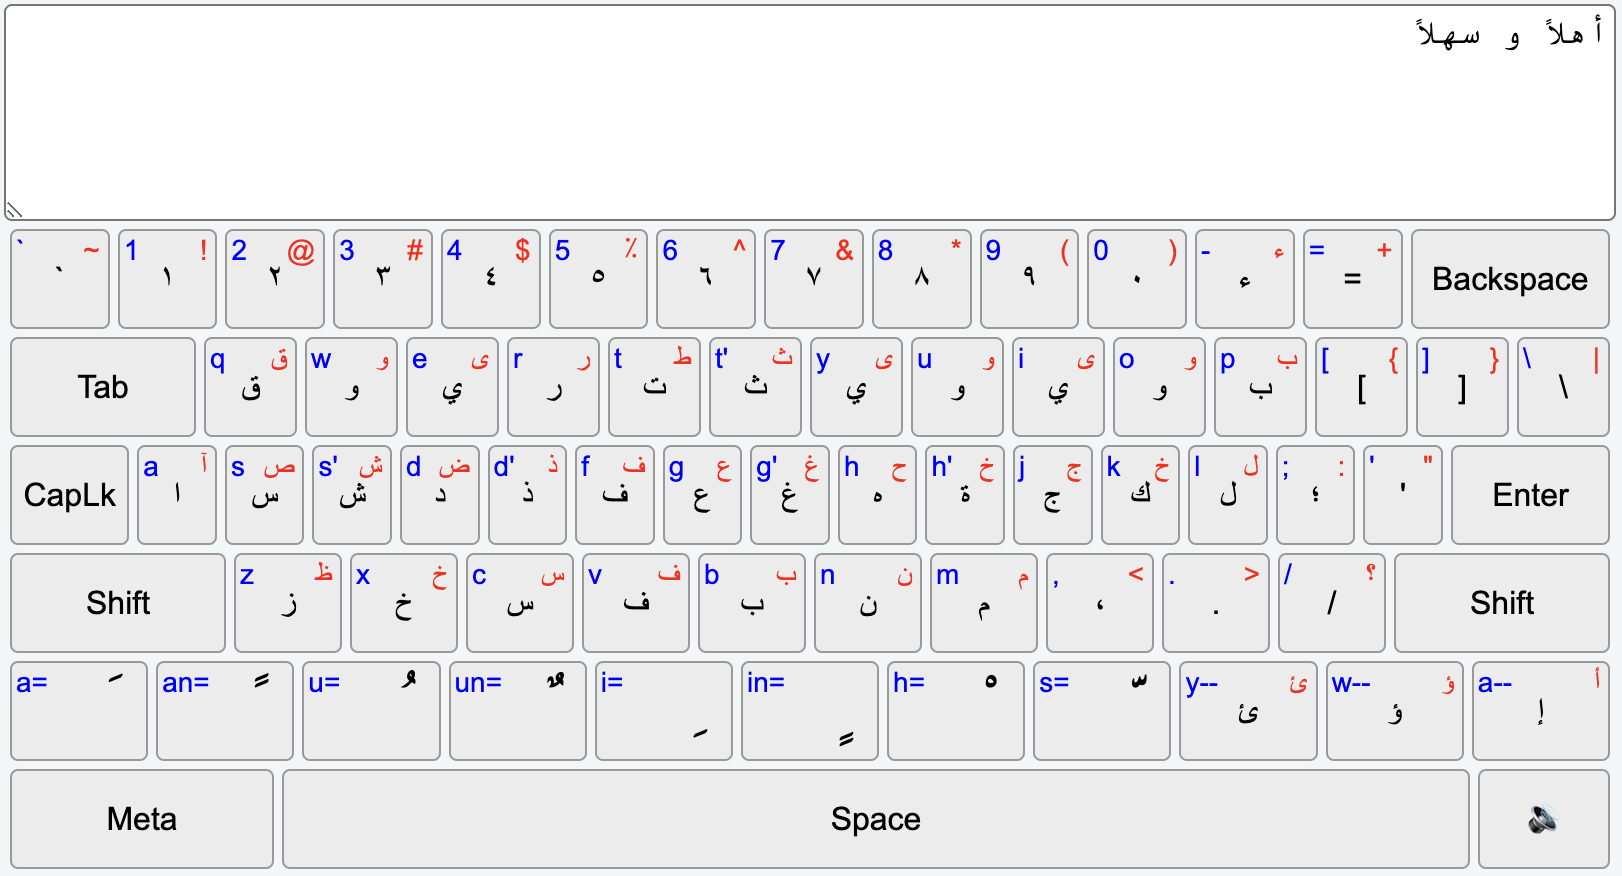 أهلاً و سهلاً
` ~ ` 1 ! ١ 2 @ ٢ 3 # ٣ 4 $ ٤ 5 ٪ ٥ 6 ^ ٦ 7 & ٧ 8 * ٨ 9 ( ٩ 0 ) ٠ - ء ء = + = Backspace
Tab q ق ق w و و e ى ي r ر ر t ط ت t' ث ث y ى ي u و و i ى ي o و و p ب ب [ { [ ] } ] \ | \
CapLk a آ ا s ص س s' ش ش d ض د d' ذ ذ f ف ف g ع ع g' غ غ h ح ه h' خ ة j ج ج k خ ك l ل ل ; : ؛ ' " ' Enter
Shift z ظ ز x خ خ c س س v ف ف b ب ب n ن ن m م م , < ، . > . / ؟ / Shift
a= َ an= ً u= ُ un= ٌ i= ِ in= ٍ h= ْ s= ّ y-- ئ ئ w-- ؤ ؤ a-- أ إ
Meta Space